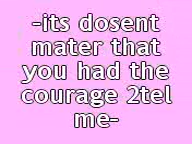 -its dosent
mater that
you had the
courage 2tel
me-